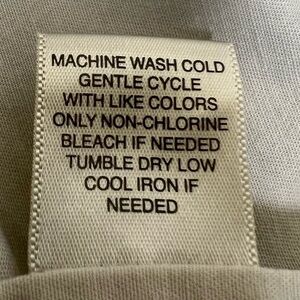 MACHINE WASH COLD
GENTLE CYCLE
WITH LIKE COLORS
ONLY NON-CHLORINE
BLEACH IF NEEDED
TUMBLE DRY LOW
COOL IRON IF
NEEDED